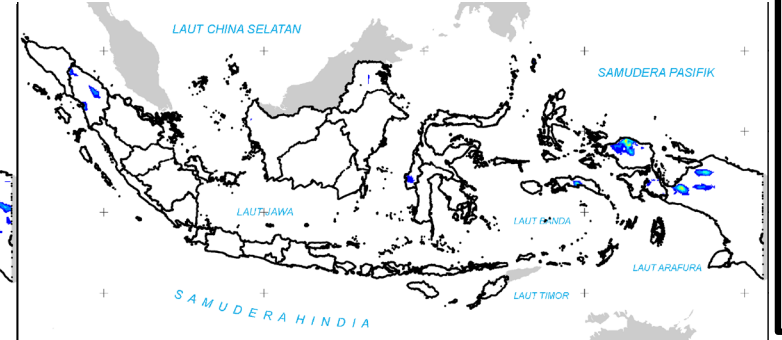 LAUT CHINA SELATAN
SAMUDERA PASIFIK
LAUT JAWA
LAUT BANDA
LAUT ARAFURA
LAUT TIMOR
SAMUDERA HINDIA